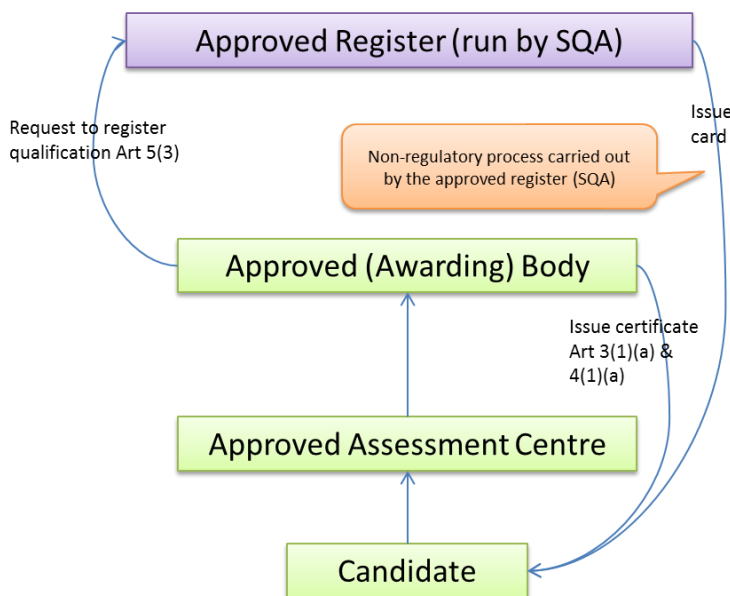 Approved Register (run by SQA)
Request to register
qualification Art 5(3)
Issue
card
Non-regulatory process carried out
by the approved register (SQA)
Approved (Awarding) Body
Issue certificate
Art 3(1)(a) &
4(1)(a)
Approved Assessment Centre
Candidate